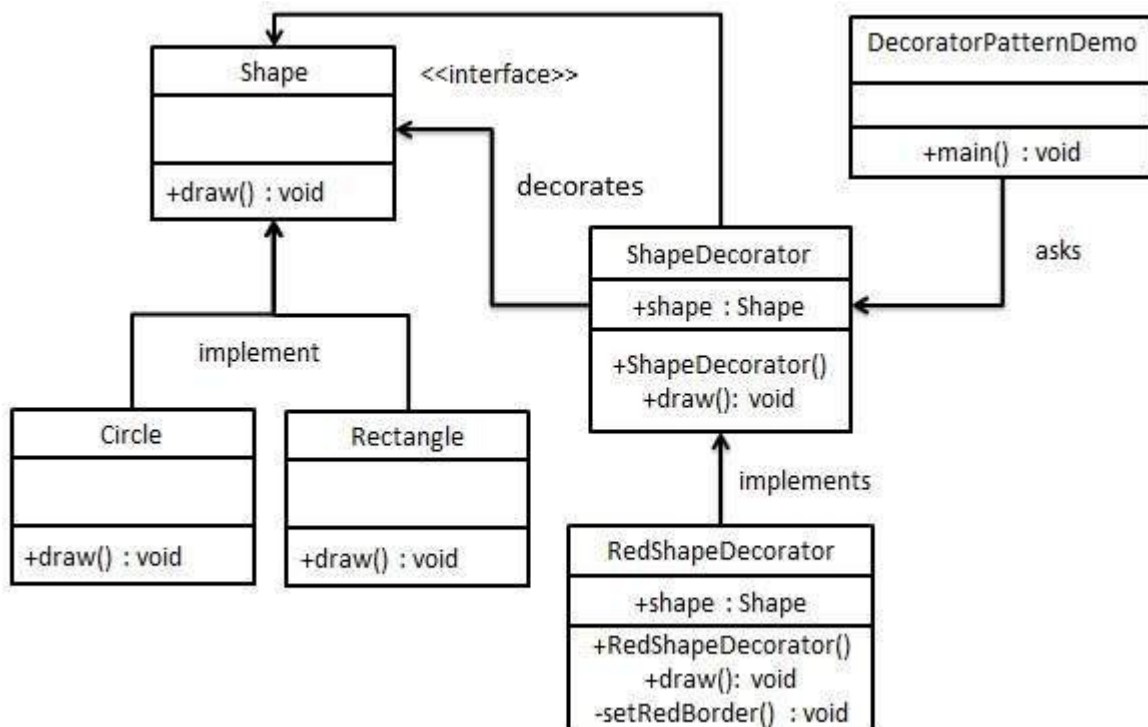 Shape
+draw() : void
<<interface>>
decorates
DecoratorPatternDemo
+main() : void
asks
ShapeDecorator
+shape : Shape
+ShapeDecorator()
+draw(): void
implement
Circle
+draw() : void
Rectangle
+draw() : void
implements
RedShapeDecorator
+shape : Shape
+RedShapeDecorator()
+draw(): void
-setRedBorder() : void